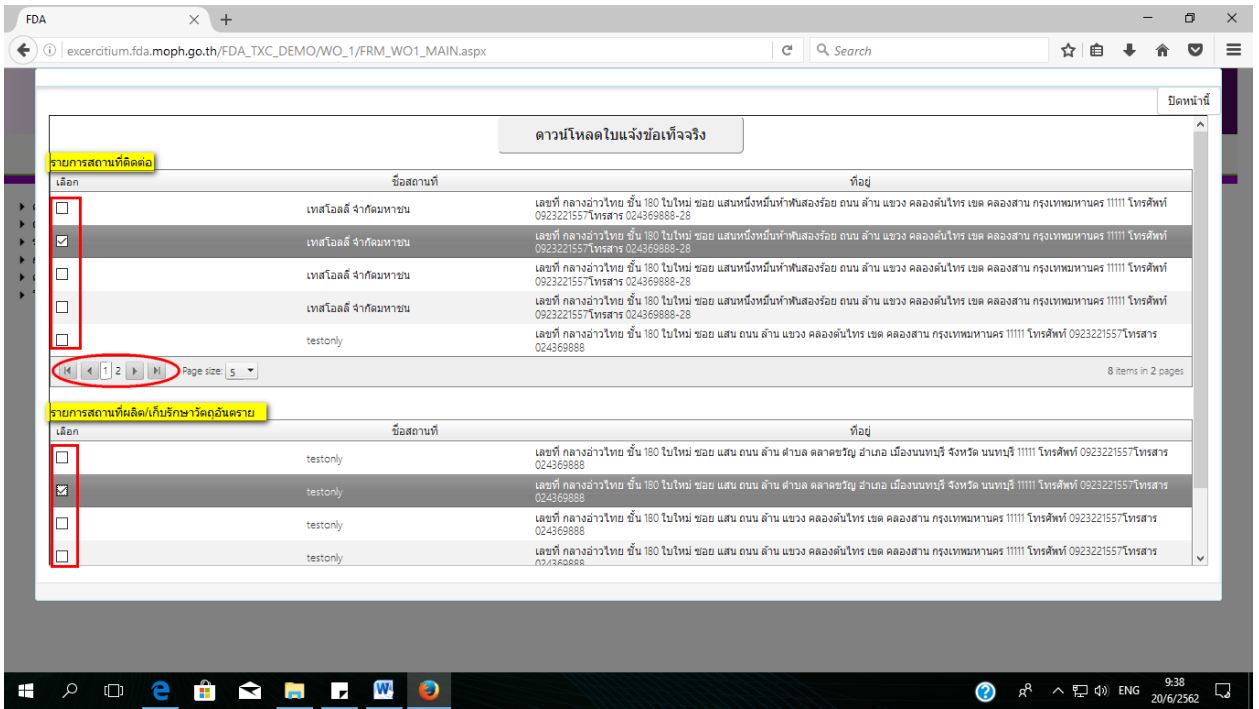 FDA
excercitium.fda.moph.go.th/FDA_TXC_DEMO/WO_1/FRM_WO1_MAIN.aspx
Search
ปิดหน้านี้
ดาวน์โหลดใบแจ้งข้อเท็จจริง
รายการสถานที่ติดต่อ
เลือก ชื่อสถานที่ ที่อยู่
เทสโอลลี่ จำกัดมหาชน
เลขที่ กลางอ่าวไทย ชั้น 180 ใบใหม่ ซอย แสนหนึ่งหมื่นห้าพันสองร้อย ถนน ล้าน แขวง คลองต้นไทร เขต คลองสาน กรุงเทพมหานคร 11111 โทรศัพท์
0923221557โทรสาร 024369888-28
เทสโอลลี่ จำกัดมหาชน
เลขที่ กลางอ่าวไทย ชั้น 180 ใบใหม่ ซอย แสนหนึ่งหมื่นห้าพันสองร้อย ถนน ล้าน แขวง คลองต้นไทร เขต คลองสาน กรุงเทพมหานคร 11111 โทรศัพท์
0923221557โทรสาร 024369888-28
เทสโอลลี่ จำกัดมหาชน
เลขที่ กลางอ่าวไทย ชั้น 180 ใบใหม่ ซอย แสนหนึ่งหมื่นห้าพันสองร้อย ถนน ล้าน แขวง คลองต้นไทร เขต คลองสาน กรุงเทพมหานคร 11111 โทรศัพท์
0923221557โทรสาร 024369888-28
เทสโอลลี่ จำกัดมหาชน
เลขที่ กลางอ่าวไทย ชั้น 180 ใบใหม่ ซอย แสนหนึ่งหมื่นห้าพันสองร้อย ถนน ล้าน แขวง คลองต้นไทร เขต คลองสาน กรุงเทพมหานคร 11111 โทรศัพท์
0923221557โทรสาร 024369888-28
testonly
เลขที่ กลางอ่าวไทย ชั้น 180 ใบใหม่ ซอย แสน ถนน ล้าน แขวง คลองต้นไทร เขต คลองสาน กรุงเทพมหานคร 11111 โทรศัพท์ 0923221557โทรสาร
024369888
1 2 Page size: 5 8 items in 2 pages
รายการสถานที่ผลิต/เก็บรักษาวัตถุอันตราย
เลือก ชื่อสถานที่ ที่อยู่
testonly
เลขที่ กลางอ่าวไทย ชั้น 180 ใบใหม่ ซอย แสน ถนน ล้าน ตำบล ตลาดขวัญ อำเภอ เมืองนนทบุรี จังหวัด นนทบุรี 11111 โทรศัพท์ 0923221557โทรสาร
024369888
testonly
เลขที่ กลางอ่าวไทย ชั้น 180 ใบใหม่ ซอย แสน ถนน ล้าน ตำบล ตลาดขวัญ อำเภอ เมืองนนทบุรี จังหวัด นนทบุรี 11111 โทรศัพท์ 0923221557โทรสาร
024369888
testonly
เลขที่ กลางอ่าวไทย ชั้น 180 ใบใหม่ ซอย แสน ถนน ล้าน แขวง คลองต้นไทร เขต คลองสาน กรุงเทพมหานคร 11111 โทรศัพท์ 0923221557โทรสาร
024369888
testonly
เลขที่ กลางอ่าวไทย ชั้น 180 ใบใหม่ ซอย แสน ถนน ล้าน แขวง คลองต้นไทร เขต คลองสาน กรุงเทพมหานคร 11111 โทรศัพท์ 0923221557โทรสาร
024369888
ENG
9:38
20/6/2562